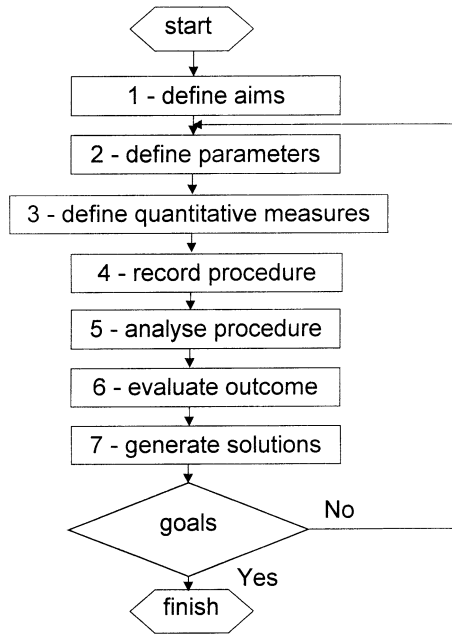 start
1 - define aims
2 - define parameters
3 - define quantitative measures
4 - record procedure
5 - analyse procedure
6 - evaluate outcome
7 - generate solutions
goals
No
Yes
finish